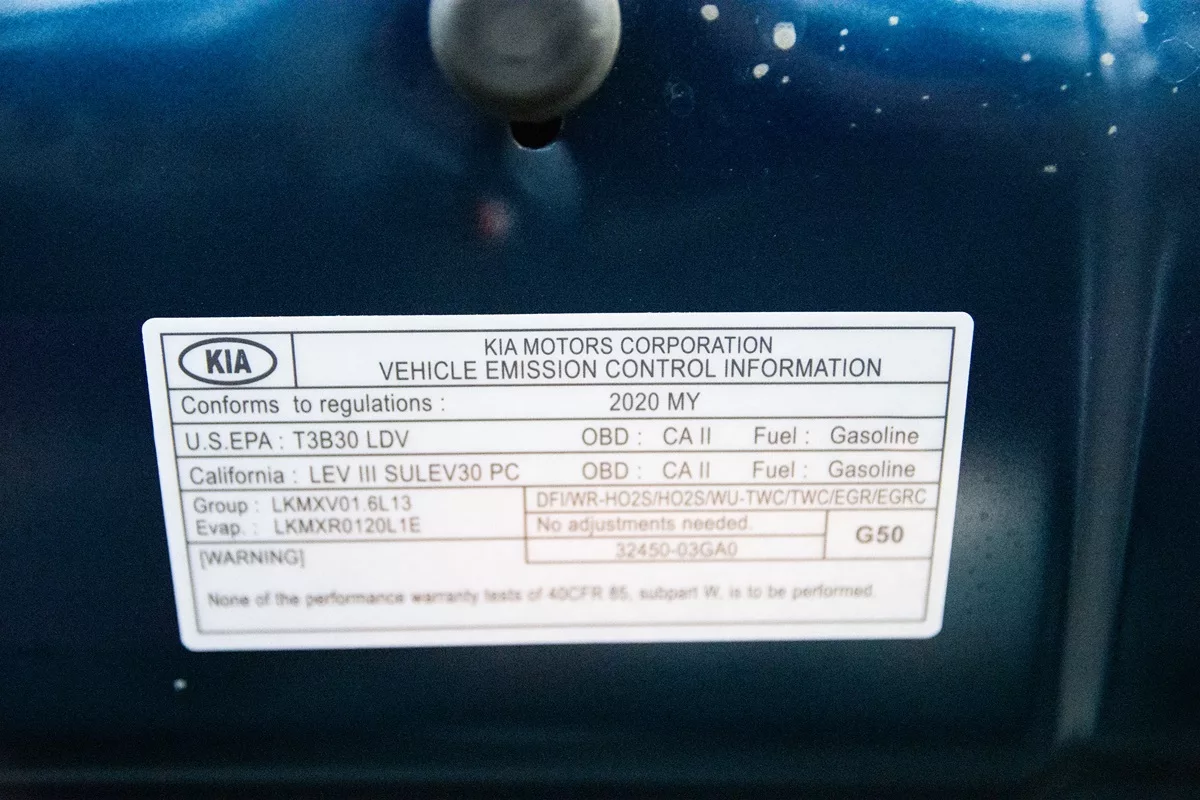 KIA
KIA MOTORS CORPORATION
VEHICLE EMISSION CONTROL INFORMATION
Conforms to regulations : 2020 MY
U.S.EPA : T3B30 LDV OBD : CA II Fuel : Gasoline
California : LEV III SULEV30 PC OBD : CA II Fuel : Gasoline
Group : LKMXV01.6L13
Evap. : LKMXR0120L1E
DFI/WR-HO2S/HO2S/WU-TWC/TWC/EGR/EGRC
No adjustments needed.
32450-03GA0
G50
[WARNING]
None of the performance warranty tests of 40CFR 85, subpart W, is to be performed.